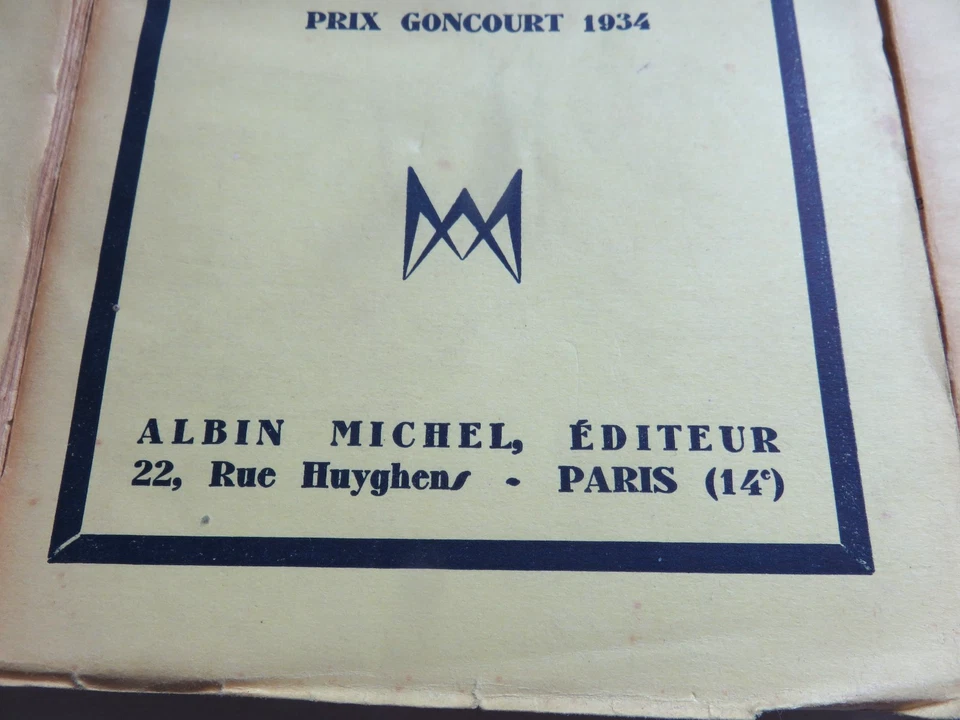 PRIX GONCOURT 1934
ALBIN MICHEL, ÉDITEUR
22, Rue Huyghens - PARIS (14e)